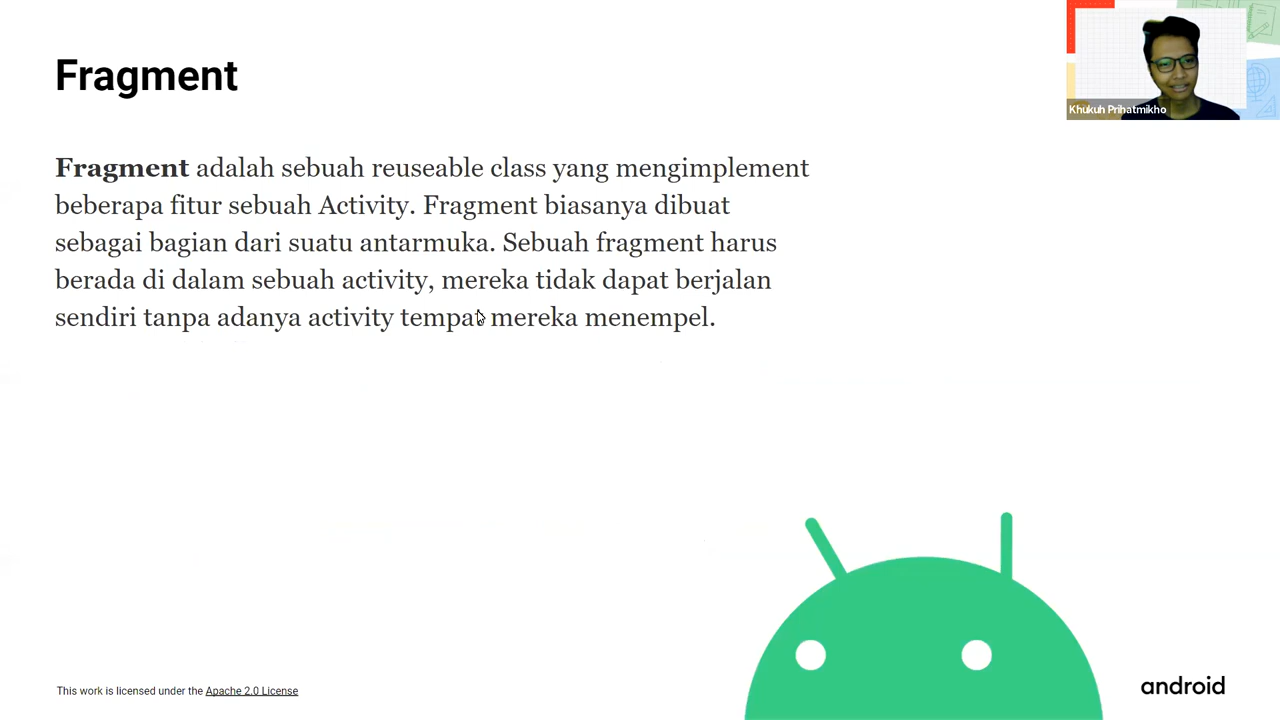 Fragment
Khukuh Prihatmikho
Fragment adalah sebuah reuseable class yang mengimplement
beberapa fitur sebuah Activity. Fragment biasanya dibuat
sebagai bagian dari suatu antarmuka. Sebuah fragment harus
berada di dalam sebuah activity, mereka tidak dapat berjalan
sendiri tanpa adanya activity tempat mereka menempel.
This work is licensed under the Apache 2.0 License
android